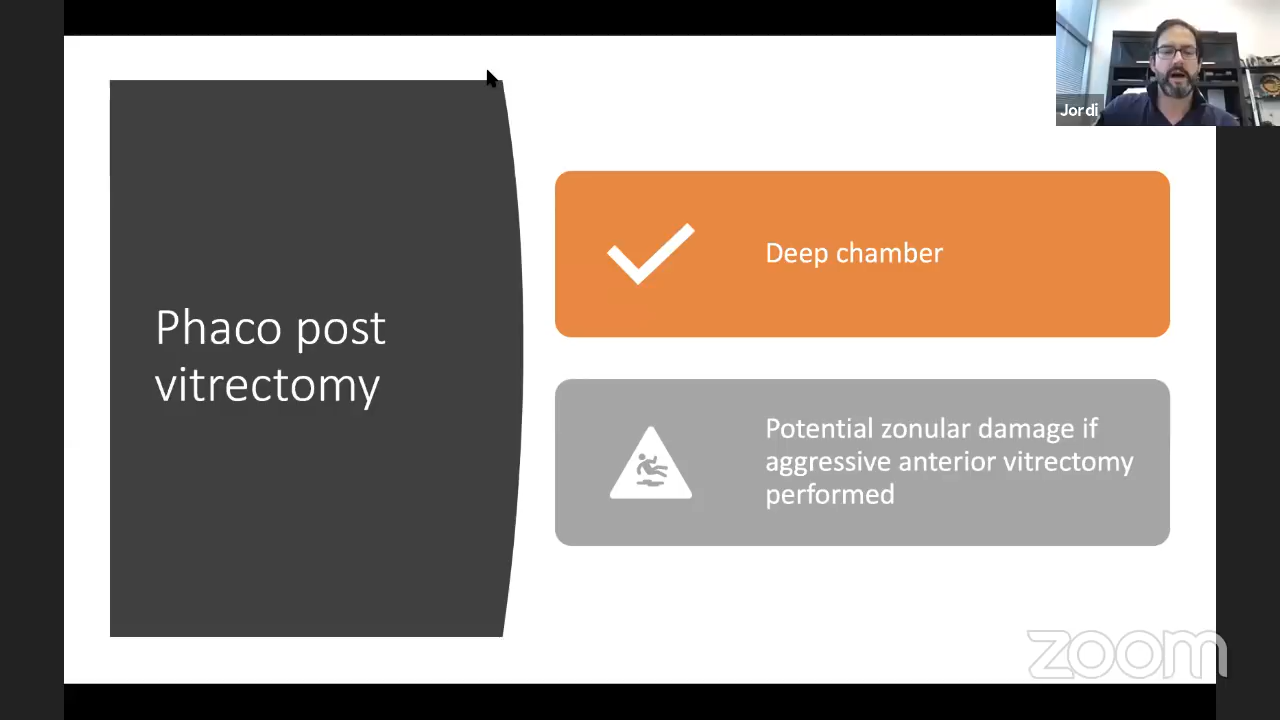 Jordi
Phaco post
vitrectomy
Deep chamber
Potential zonular damage if
aggressive anterior vitrectomy
performed
zoom